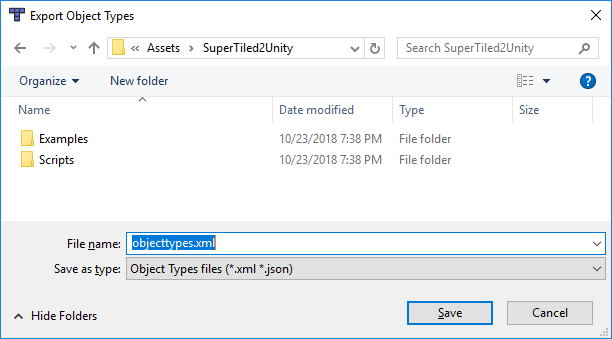 Export Object Types
« Assets > SuperTiled2Unity > Search SuperTiled2Unity
Organize New folder ?
Name Date modified Type Size
Examples 10/23/2018 7:38 PM File folder
Scripts 10/23/2018 7:38 PM File folder
File name: objecttypes.xml
Save as type: Object Types files (*.xml *.json)
Hide Folders Save Cancel